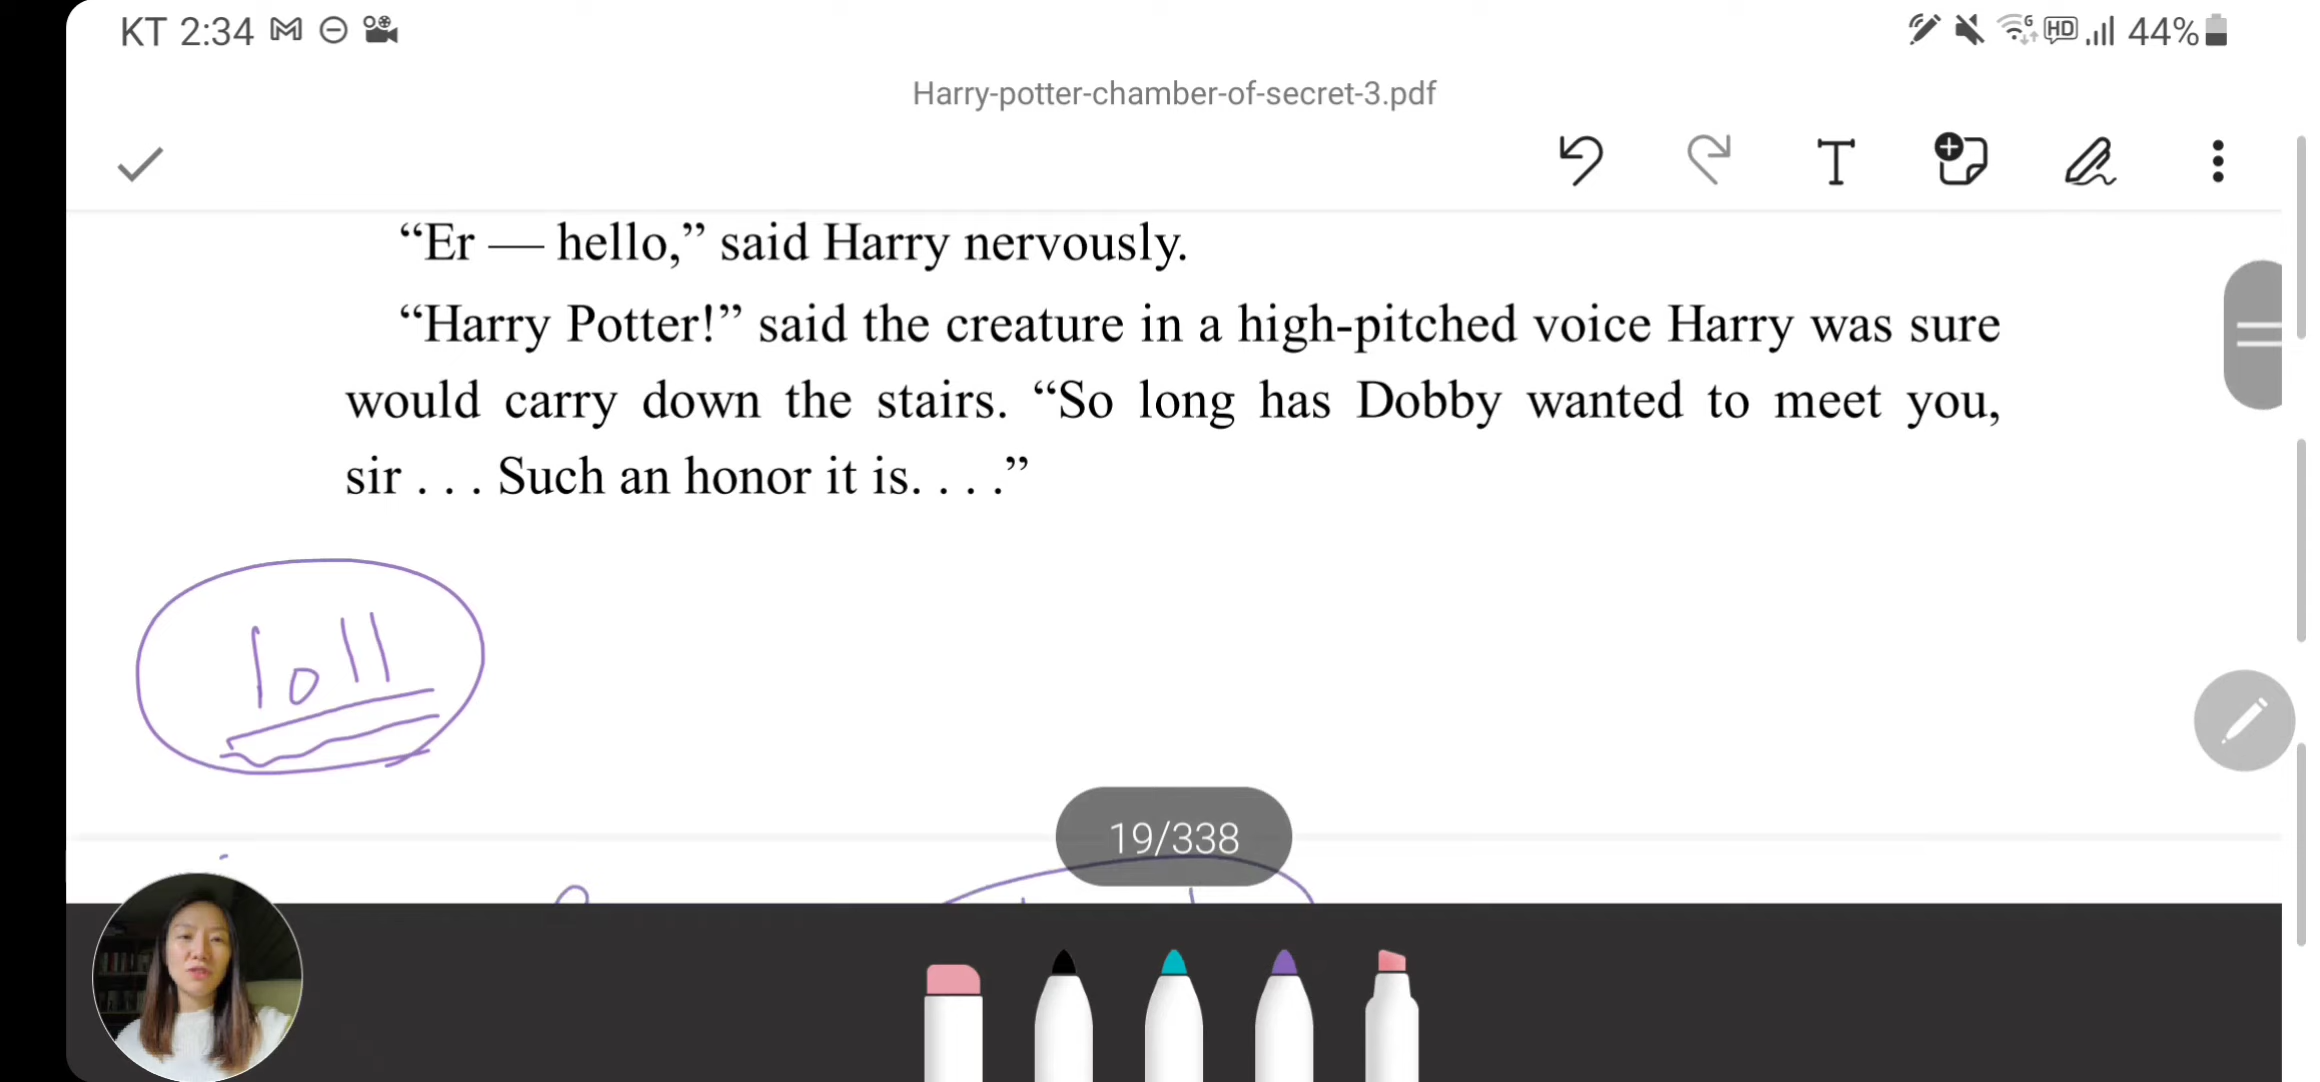 KT 2:34 HD 44%
Harry-potter-chamber-of-secret-3.pdf
T
“Er — hello,” said Harry nervously.
“Harry Potter!” said the creature in a high-pitched voice Harry was sure
would carry down the stairs. “So long has Dobby wanted to meet you,
sir . . . Such an honor it is. . . .”
loll
19/338